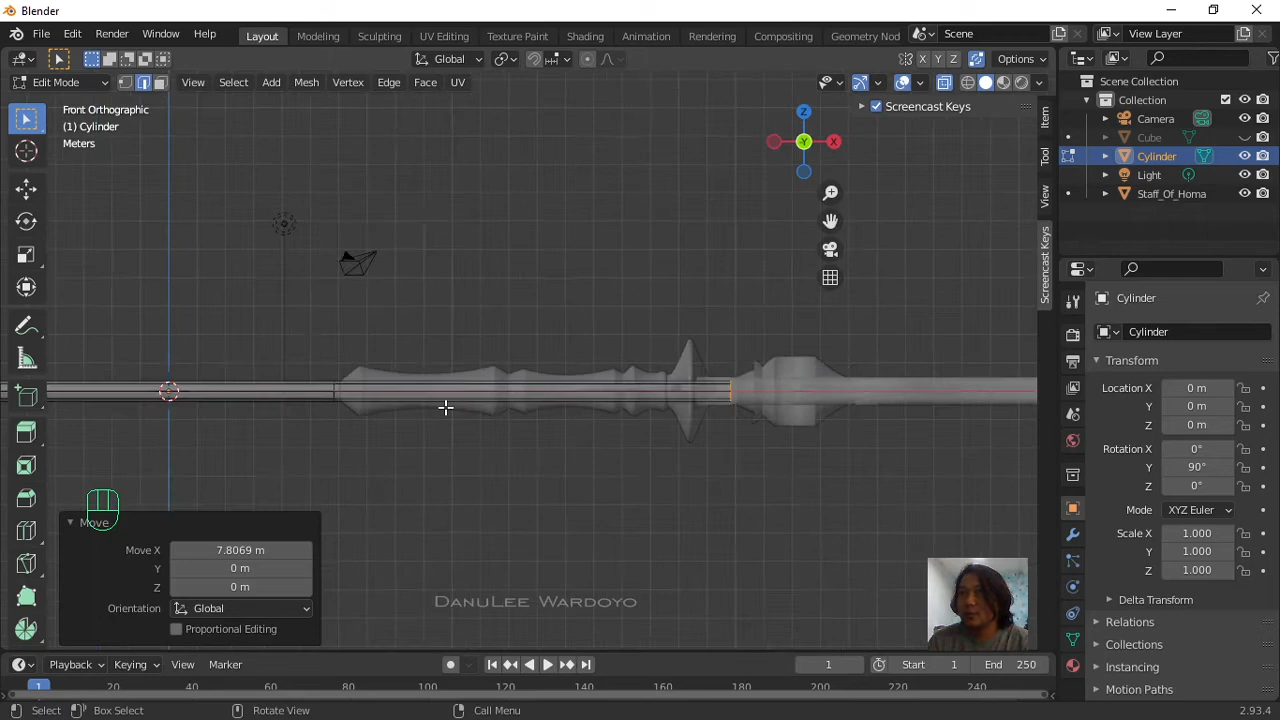 Blender
File Edit Render Window Help
Layout Modeling Sculpting UV Editing Texture Paint Shading Animation Rendering Compositing Geometry Nod
Scene
View Layer
Global
X Y Z
Options
Edit Mode
View Select Add Mesh Vertex Edge Face UV
Front Orthographic
(1) Cylinder
Meters
Screencast Keys
Z
Y
X
Item
Tool
View
Screencast Keys
Scene Collection
Collection
Camera
Cube
Cylinder
Light
Staff_Of_Homa
Cylinder
Cylinder
Transform
Location X 0 m
Y 0 m
Z 0 m
Rotation X 0°
Y 90°
Z 0°
Mode XYZ Euler
Scale X 1.000
Y 1.000
Z 1.000
Delta Transform
Relations
Collections
Instancing
Motion Paths
Move
Move X 7.8069 m
Y 0 m
Z 0 m
Orientation Global
Proportional Editing
DanuLee Wardoyo
Playback Keying View Marker
1
Start 1
End 250
1 20 40 60 80 100 120 140 160 180 200 220 240
Select Box Select Rotate View Call Menu
2.93.4